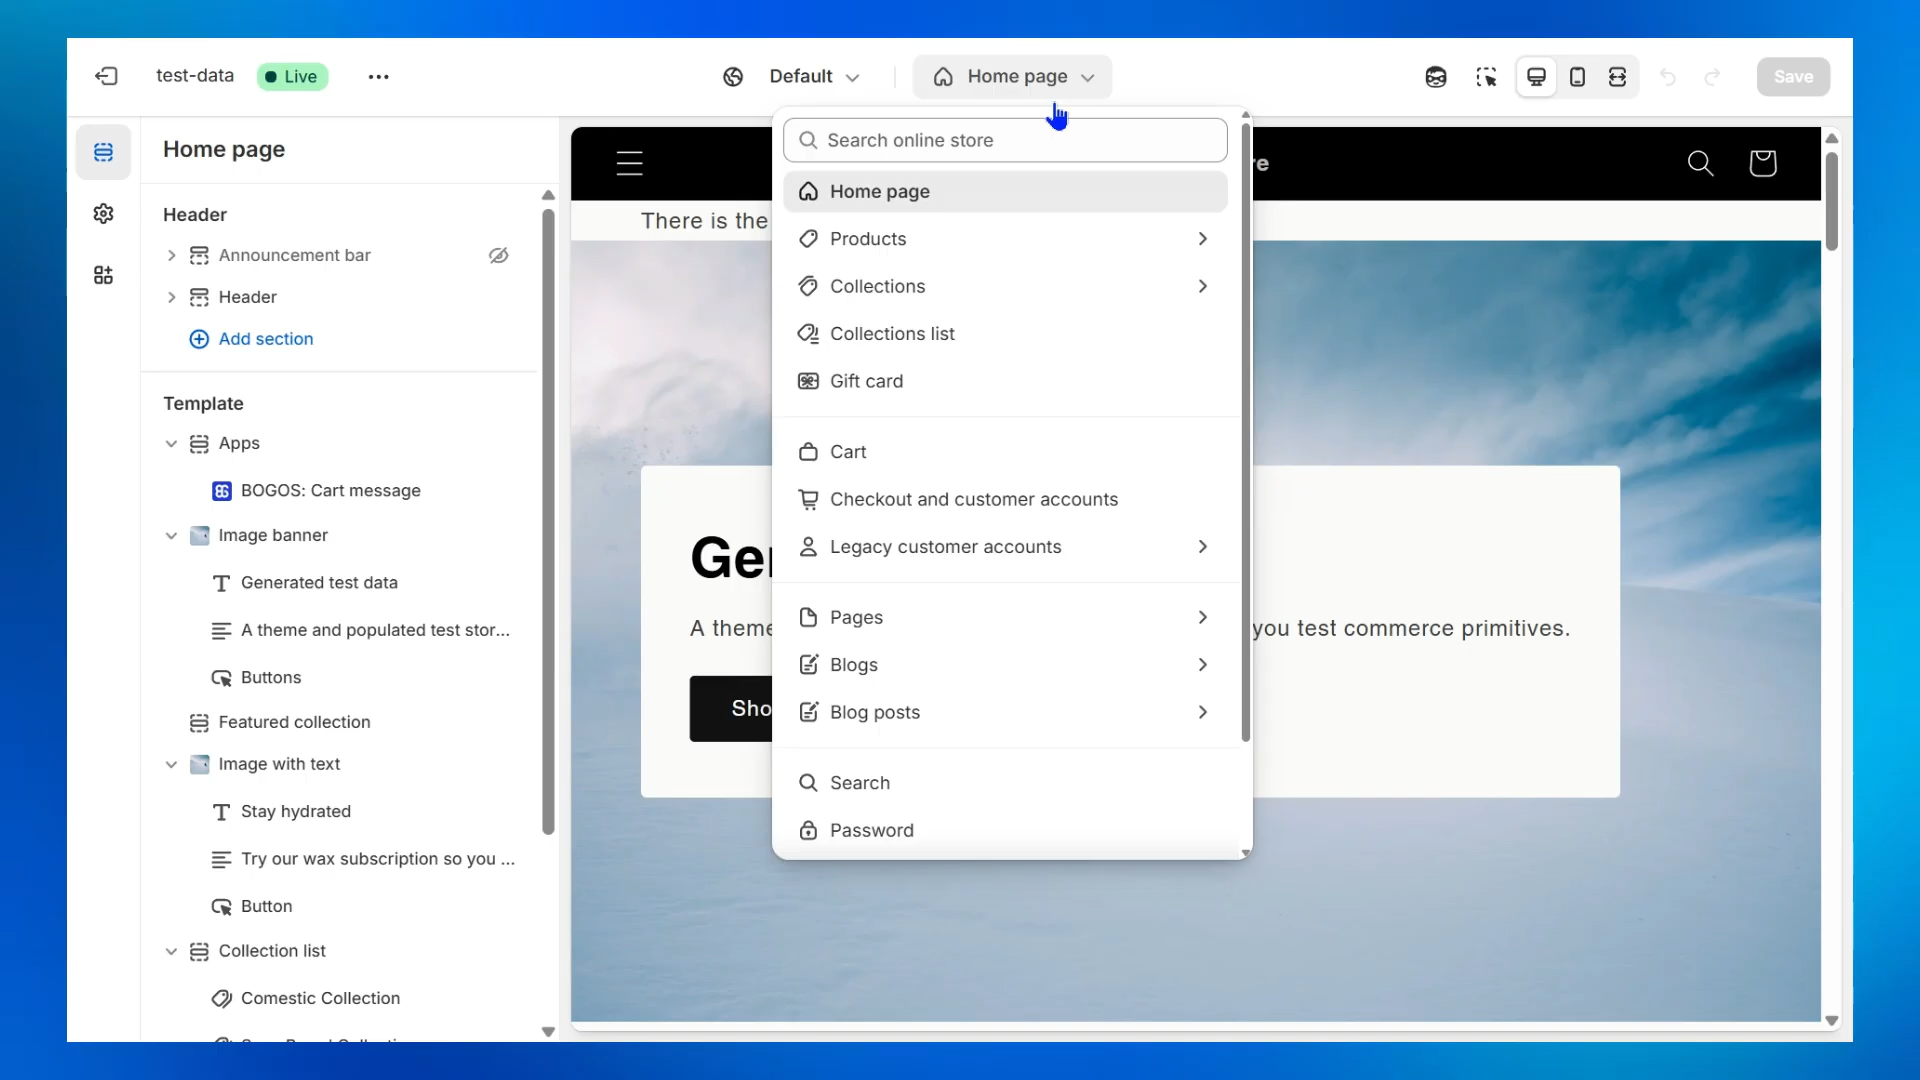 test-data
Live
Default
Home page
Save
Home page
Header
Announcement bar
Header
Add section
Template
Apps
BOGOS: Cart message
Image banner
Generated test data
A theme and populated test stor...
Buttons
Featured collection
Image with text
Stay hydrated
Try our wax subscription so you ...
Button
Collection list
Comestic Collection
Search online store
Home page
Products
Collections
Collections list
Gift card
Cart
Checkout and customer accounts
Legacy customer accounts
Pages
Blogs
Blog posts
Search
Password
re
There is the
Ge
A theme
you test commerce primitives.
Sho